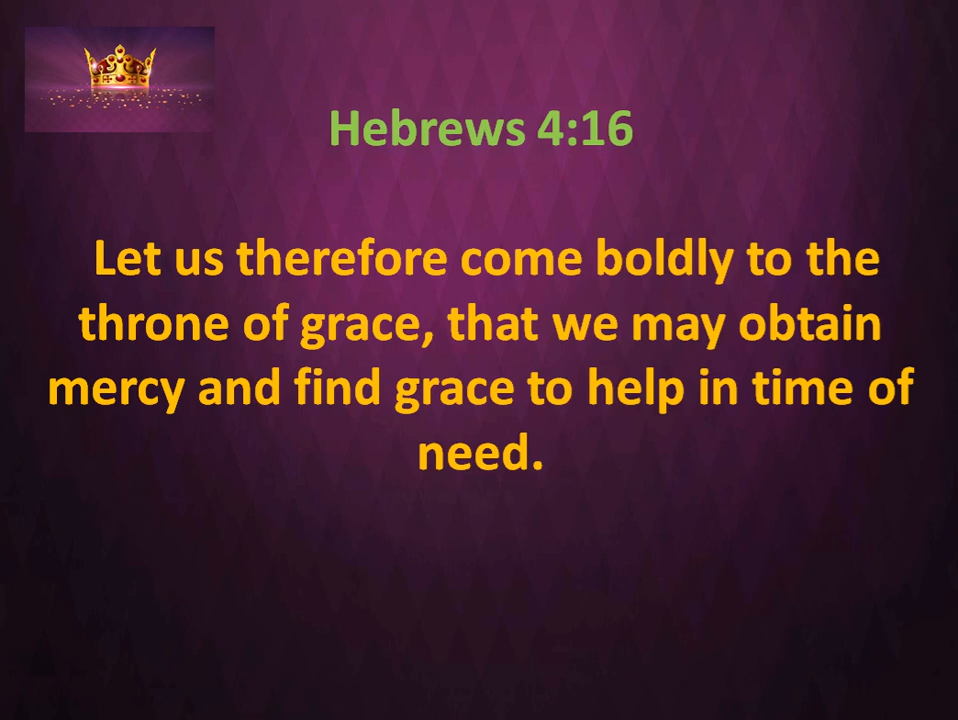 Hebrews 4:16
Let us therefore come boldly to the
throne of grace, that we may obtain
mercy and find grace to help in time of
need.